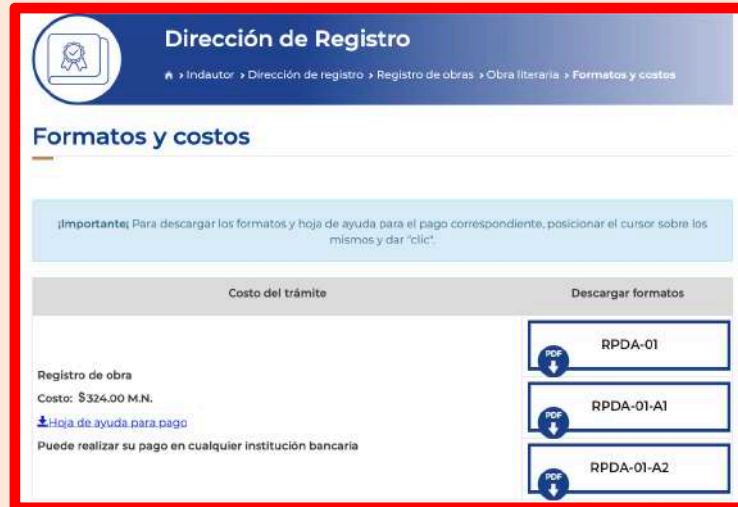 Dirección de Registro
> Indautor > Dirección de registro > Registro de obras > Obra literaria > Formatos y costos
Formatos y costos
¡Importante¡ Para descargar los formatos y hoja de ayuda para el pago correspondiente, posicionar el cursor sobre los
mismos y dar "clic".
Costo del trámite
Descargar formatos
Registro de obra
Costo: $324.00 M.N.
Hoja de ayuda para pago
Puede realizar su pago en cualquier institución bancaria
PDF
RPDA-01
PDF
RPDA-01-A1
PDF
RPDA-01-A2